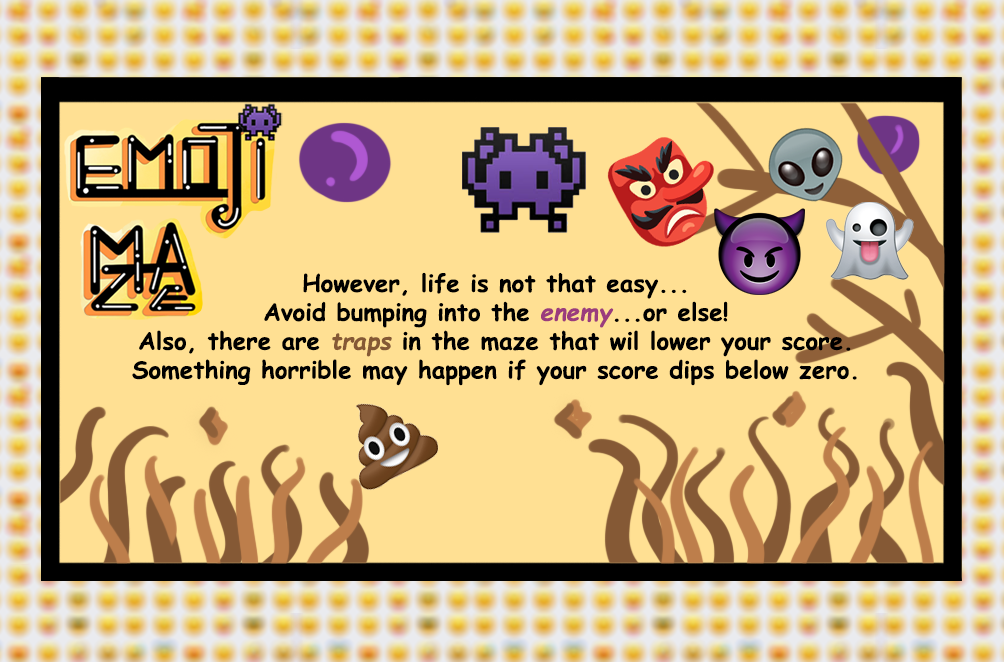 EMOJI
MAZE
However, life is not that easy...
Avoid bumping into the enemy...or else!
Also, there are traps in the maze that wil lower your score.
Something horrible may happen if your score dips below zero.